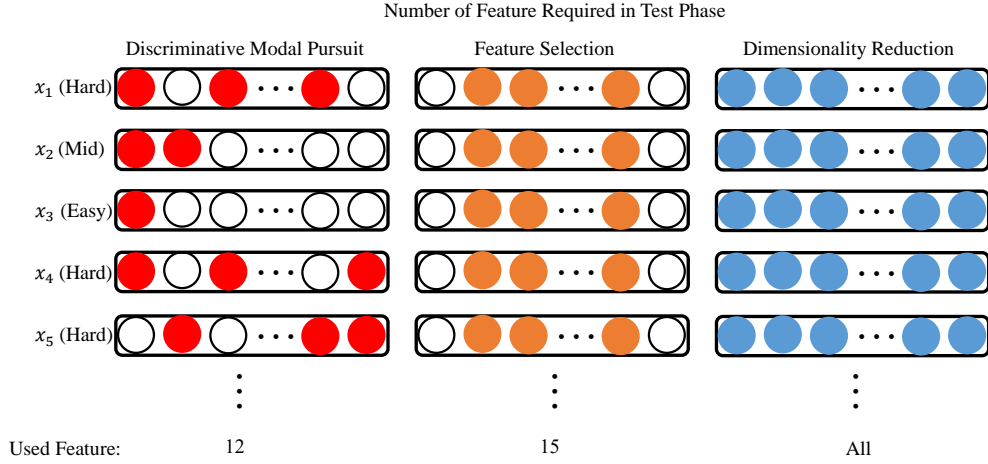 Number of Feature Required in Test Phase
Discriminative Modal Pursuit Feature Selection Dimensionality Reduction
x₁ (Hard)
x₂ (Mid)
x₃ (Easy)
x₄ (Hard)
x₅ (Hard)
Used Feature: 12 15 All